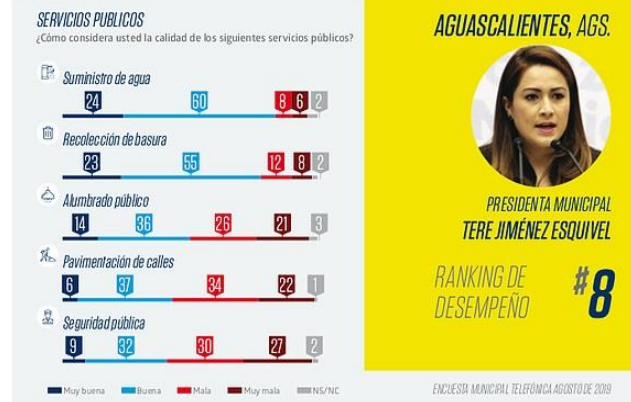 SERVICIOS PUBLICOS
¿Cómo considera usted la calidad de los siguientes servicios públicos?
Suministro de agua
24 60 8 6 2
Recolección de basura
23 55 12 8 2
Alumbrado público
14 36 26 21 3
Pavimentación de calles
6 37 34 22 1
Seguridad pública
9 32 30 27 2
Muy buena Buena Mala Muy mala NS/NC
AGUASCALIENTES, AGS.
PRESIDENTA MUNICIPAL
TERE JIMÉNEZ ESQUIVEL
RANKING DE
DESEMPEÑO
#8
ENCUESTA MUNICIPAL TELEFÓNICA AGOSTO DE 2019